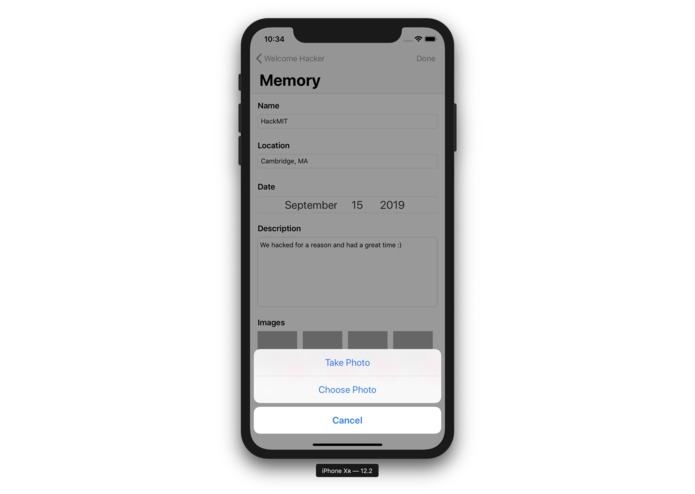 10:34
Welcome Hacker
Done
Memory
Name
HackMIT
Location
Cambridge, MA
Date
September 15 2019
Description
We hacked for a reason and had a great time :)
Images
Take Photo
Choose Photo
Cancel
iPhone Xʀ — 12.2